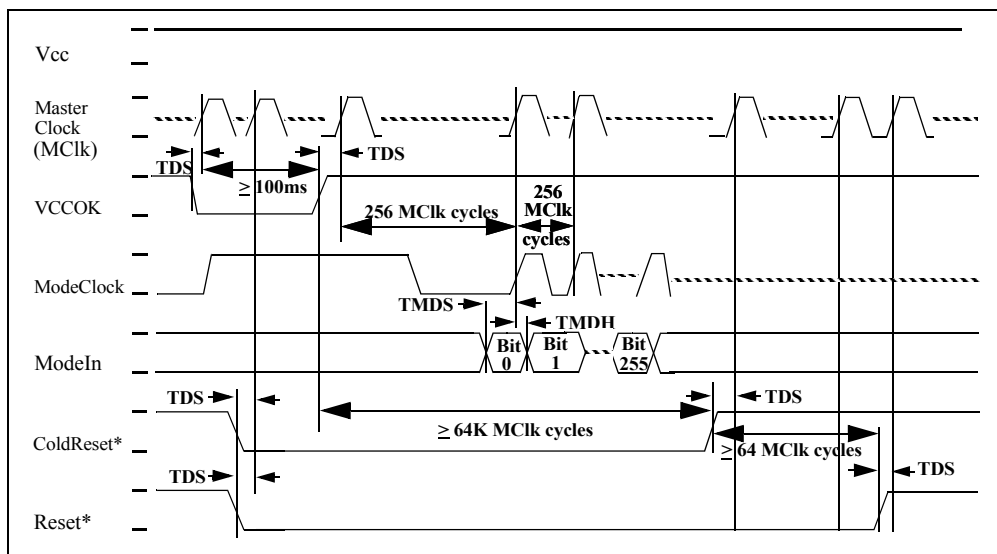 Vcc
Master
Clock
(MClk)
TDS
TDS
≥ 100ms
VCCOK
256 MClk cycles
256
MClk
cycles
ModeClock
TMDS
TMDH
ModeIn
Bit
0
Bit
1
Bit
255
TDS
TDS
≥ 64K MClk cycles
ColdReset*
≥ 64 MClk cycles
TDS
TDS
Reset*